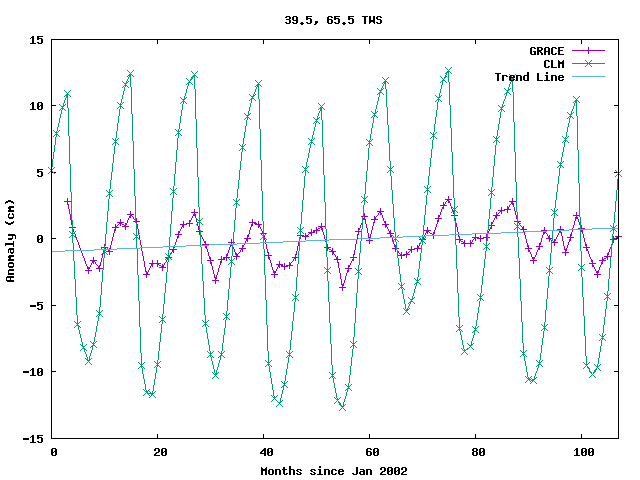 39.5, 65.5 TWS
GRACE
CLM
Trend Line
15
10
5
0
-5
-10
-15
Anomaly (cm)
0 20 40 60 80 100
Months since Jan 2002